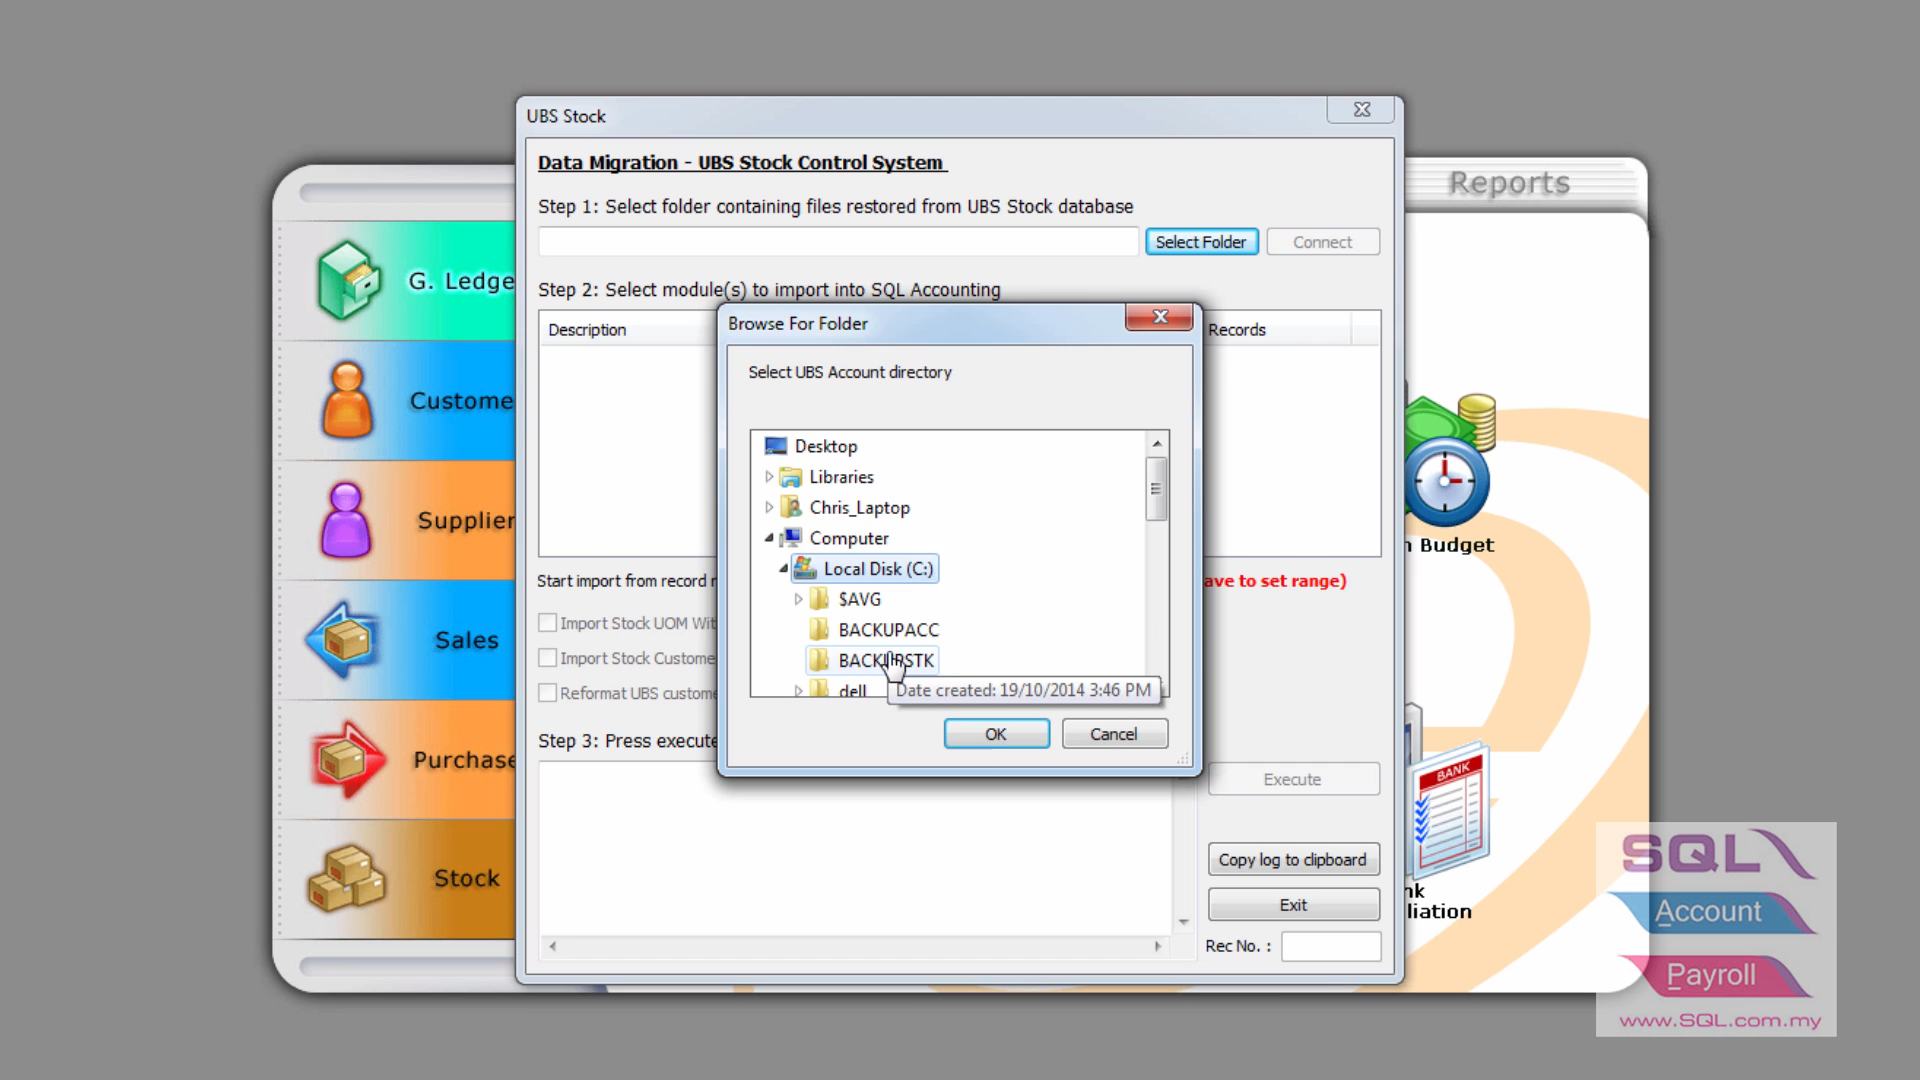 UBS Stock
Data Migration - UBS Stock Control System
Step 1: Select folder containing files restored from UBS Stock database
Select Folder
Connect
Step 2: Select module(s) to import into SQL Accounting
Description
Records
Browse For Folder
Select UBS Account directory
Desktop
Libraries
Chris_Laptop
Computer
Local Disk (C:)
$AVG
BACKUPACC
BACKUPSTK
dell
Date created: 19/10/2014 3:46 PM
OK
Cancel
Start import from record
ave to set range)
Import Stock UOM Wit
Import Stock Custome
Reformat UBS custome
Step 3: Press execute
Execute
Copy log to clipboard
Exit
Rec No. :
G. Ledge
Custome
Supplier
Sales
Purchase
Stock
Reports
Budget
BANK
nk
liation
SQL
Account
Payroll
www.SQL.com.my